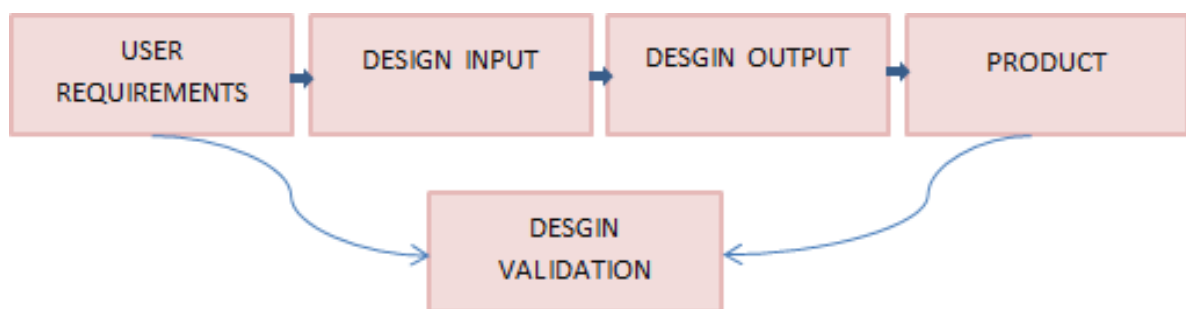 USER
REQUIREMENTS
DESIGN INPUT
DESGIN OUTPUT
PRODUCT
DESGIN
VALIDATION